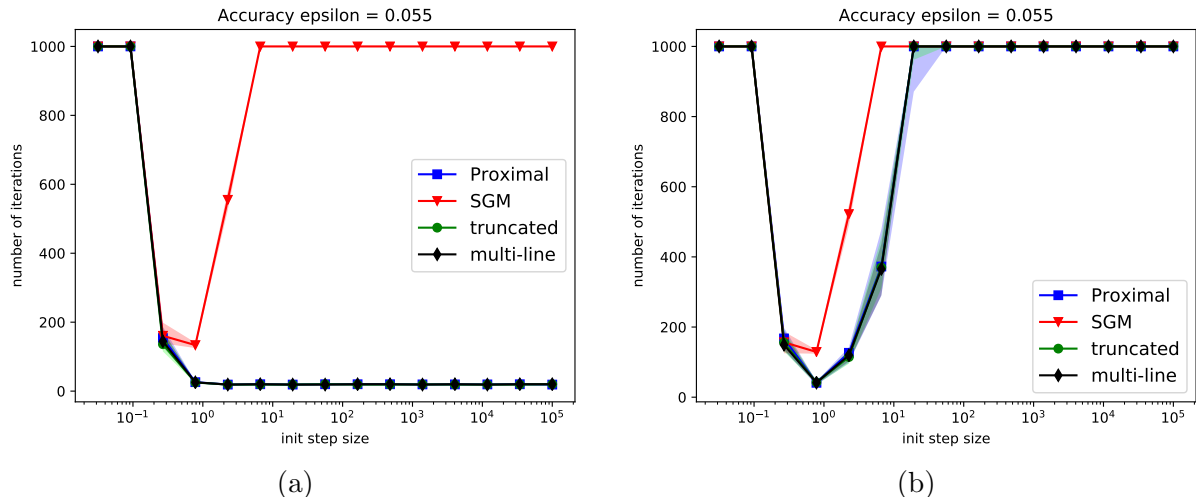 Accuracy epsilon = 0.055
number of iterations
1000
800
600
400
200
0
Proximal
SGM
truncated
multi-line
10⁻¹ 10⁰ 10¹ 10² 10³ 10⁴ 10⁵
init step size
(a)
Accuracy epsilon = 0.055
number of iterations
1000
800
600
400
200
0
Proximal
SGM
truncated
multi-line
10⁻¹ 10⁰ 10¹ 10² 10³ 10⁴ 10⁵
init step size
(b)